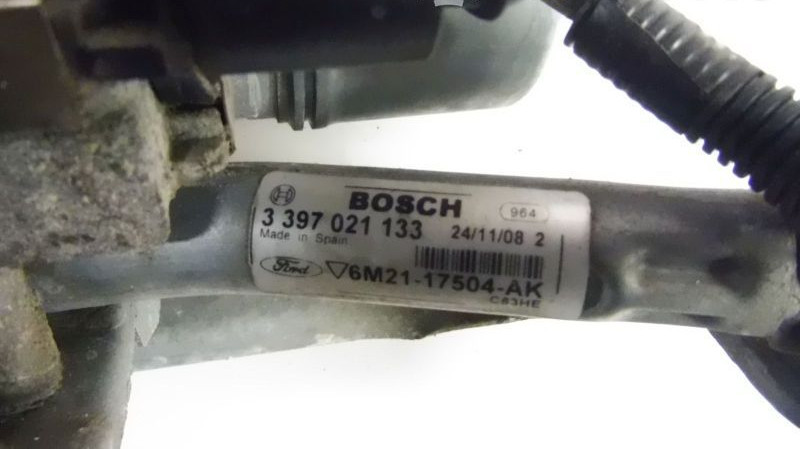 BOSCH 964
3 397 021 133 24/11/08 2
Made in Spain
Ford 6M21-17504-AK
C83HE